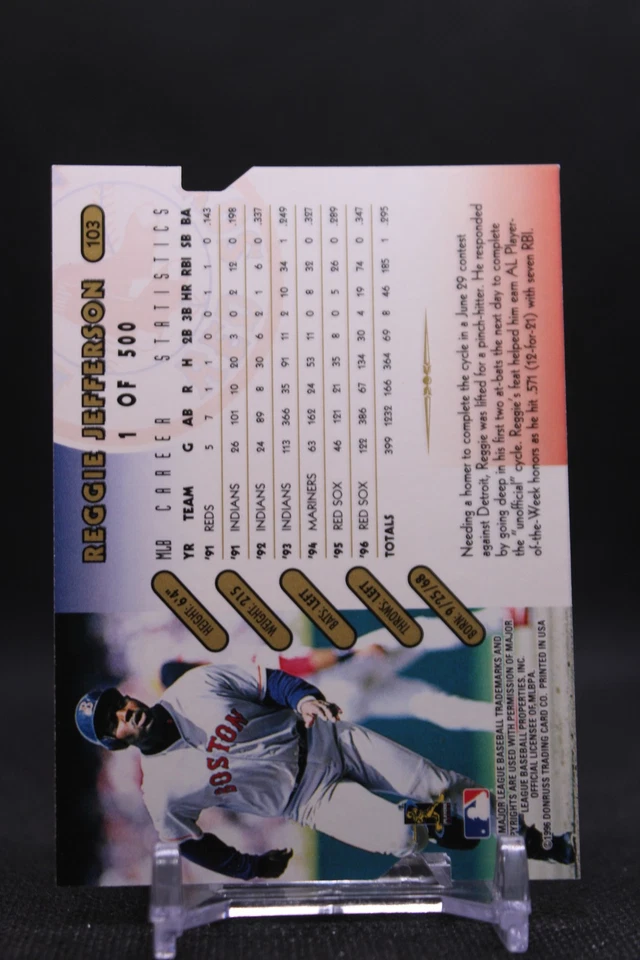 REGGIE JEFFERSON 103
1 OF 500
MLB CAREER STATISTICS
YR TEAM G AB R H 2B 3B HR RBI SB BA
'91 REDS 5 7 1 1 0 0 1 1 0 .143
'91 INDIANS 26 101 10 20 3 0 2 12 0 .198
'92 INDIANS 24 89 8 30 6 2 1 6 0 .337
'93 INDIANS 113 366 35 91 11 2 10 34 1 .249
'94 MARINERS 63 162 24 53 11 0 8 32 0 .327
'95 RED SOX 46 121 21 35 8 0 5 26 0 .289
'96 RED SOX 122 386 67 134 30 4 19 74 0 .347
TOTALS 399 1232 166 364 69 8 46 185 1 .295
Needing a homer to complete the cycle in a June 29 contest
against Detroit, Reggie was lifted for a pinch-hitter. He responded
by going deep in his first two at-bats the next day to complete
the "unofficial" cycle. Reggie's feat helped him earn AL Player-
of-the-Week honors as he hit .571 (12-for-21) with seven RBI.
HEIGHT: 6'4"
WEIGHT: 215
BATS: LEFT
THROWS: LEFT
BORN: 9/25/68
B
BOSTON
MAJOR LEAGUE BASEBALL TRADEMARKS AND
PYRIGHTS ARE USED WITH PERMISSION OF MAJOR
LEAGUE BASEBALL PROPERTIES, INC.
OFFICIAL LICENSEE OF MLBPA
©1996 DONRUSS TRADING CARD CO. PRINTED IN USA